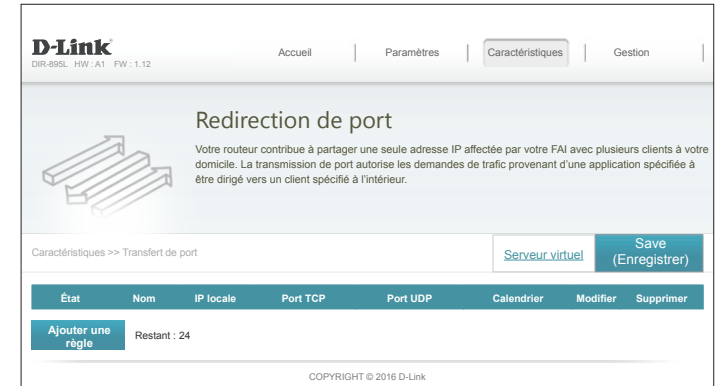 D-Link
DIR-895L HW : A1 FW : 1.12
Accueil
Paramètres
Caractéristiques
Gestion
Redirection de port
Votre routeur contribue à partager une seule adresse IP affectée par votre FAI avec plusieurs clients à votre
domicile. La transmission de port autorise les demandes de trafic provenant d'une application spécifiée à
être dirigé vers un client spécifié à l'intérieur.
Caractéristiques >> Transfert de port
Serveur virtuel
Save
(Enregistrer)
État Nom IP locale Port TCP Port UDP Calendrier Modifier Supprimer
Ajouter une
règle
Restant : 24
COPYRIGHT © 2016 D-Link